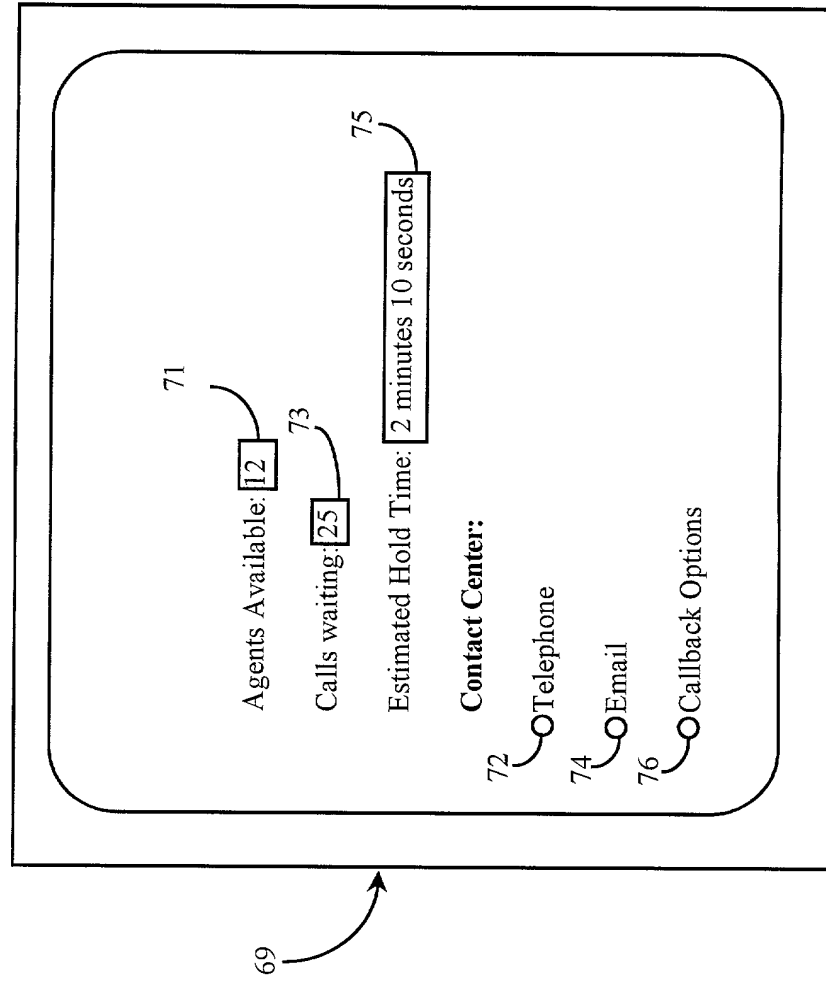 71
Agents Available: 12
73
Calls waiting: 25
75
Estimated Hold Time: 2 minutes 10 seconds
Contact Center:
72
Telephone
74
Email
76
Callback Options
69